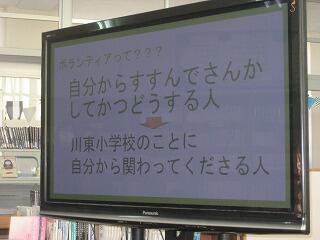 ボランティアって???
自分からすすんでさんか
してかつどうする人
川東小学校のことに
自分から関わってくださる人
Panasonic